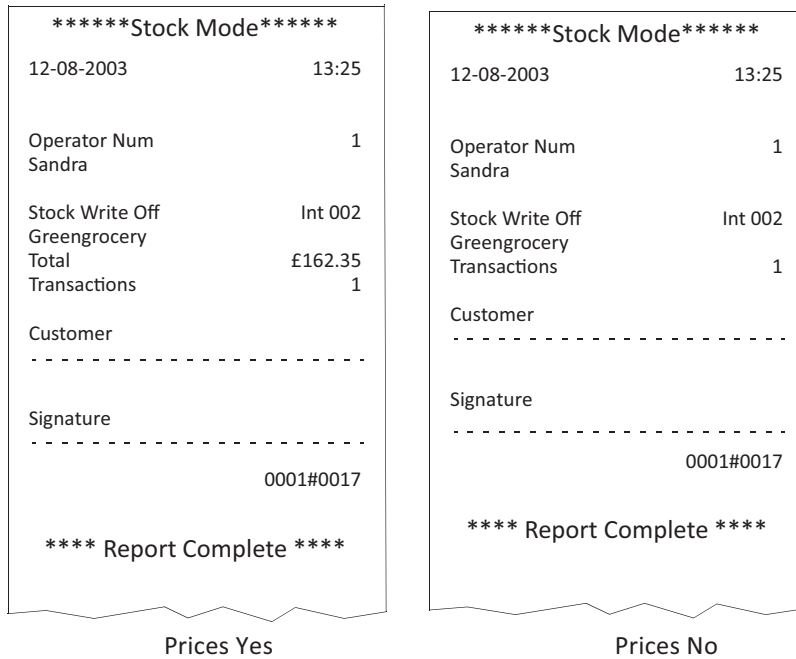 ******Stock Mode******
12-08-2003 13:25
Operator Num 1
Sandra
Stock Write Off Int 002
Greengrocery
Total £162.35
Transactions 1
Customer
- - - - - - - - - - - - - - - - - - - - - - - - - - - - - -
Signature
- - - - - - - - - - - - - - - - - - - - - - - - - - - - - -
0001#0017
**** Report Complete ****
Prices Yes
******Stock Mode******
12-08-2003 13:25
Operator Num 1
Sandra
Stock Write Off Int 002
Greengrocery
Transactions 1
Customer
- - - - - - - - - - - - - - - - - - - - - - - - - - - - - -
Signature
- - - - - - - - - - - - - - - - - - - - - - - - - - - - - -
0001#0017
**** Report Complete ****
Prices No